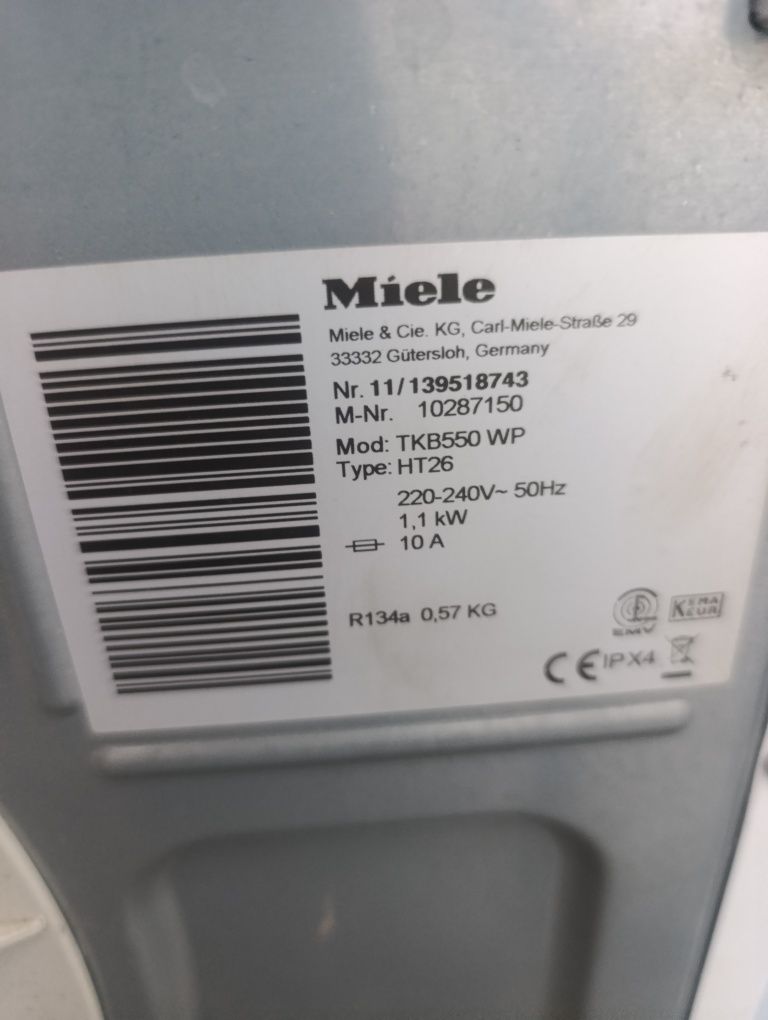 Miele
Miele & Cie. KG, Carl-Miele-Straße 29
33332 Gütersloh, Germany
Nr. 11/139518743
M-Nr. 10287150
Mod: TKB550 WP
Type: HT26
220-240V~ 50Hz
1,1 kW
10 A
R134a 0,57 KG
EMV
KEMA
KEUR
CE IPX4